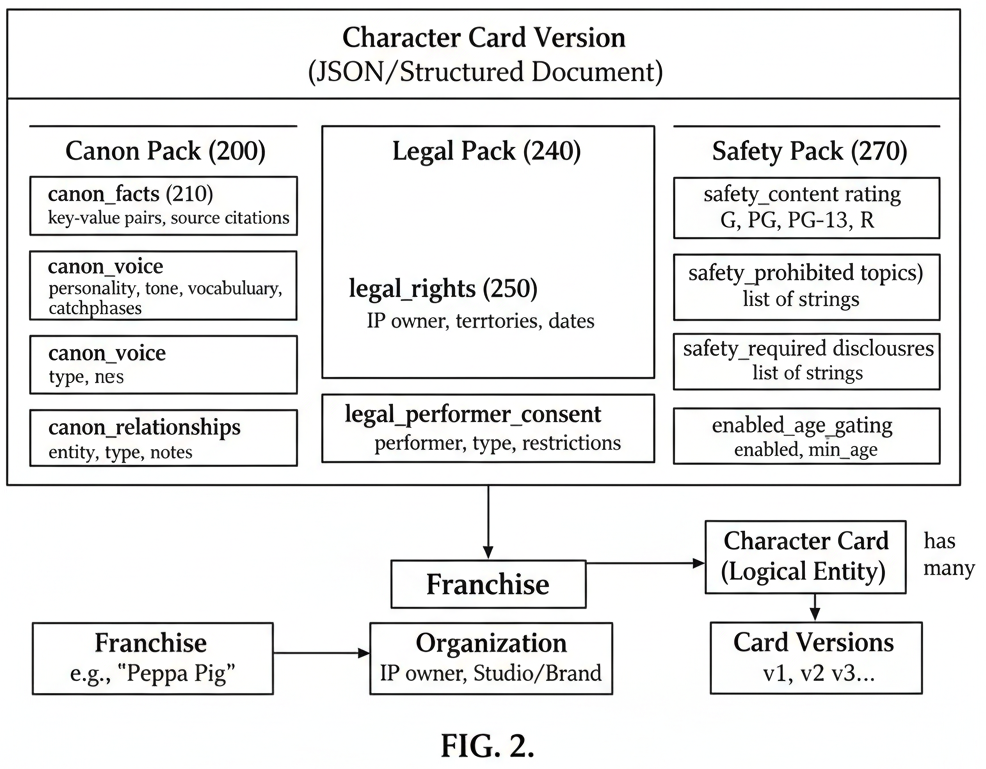 Character Card Version
(JSON/Structured Document)
Canon Pack (200)
canon_facts (210)
key-value pairs, source citations
canon_voice
personality, tone, vocabuluary,
catchphases
canon_voice
type, nes
canon_relationships
entity, type, notes
Legal Pack (240)
legal_rights (250)
IP owner, terrtories, dates
legal_performer_consent
performer, type, restrictions
Safety Pack (270)
safety_content rating
G, PG, PG-13, R
safety_prohibited topics)
list of strings
safety_required disclousres
list of strings
enabled_age_gating
enabled, min_age
Franchise
Character Card
(Logical Entity)
has
many
Franchise
e.g., "Peppa Pig"
Organization
IP owner, Studio/Brand
Card Versions
v1, v2 v3...
FIG. 2.